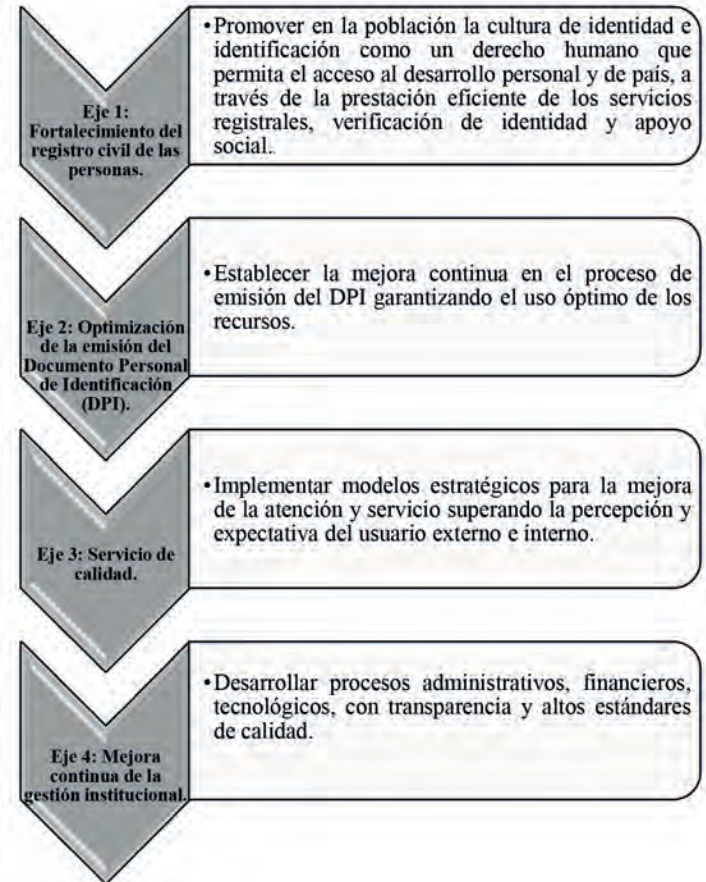 Eje 1:
Fortalecimiento del
registro civil de las
personas.
•Promover en la población la cultura de identidad e
identificación como un derecho humano que
permita el acceso al desarrollo personal y de país, a
través de la prestación eficiente de los servicios
registrales, verificación de identidad y apoyo
social.
Eje 2: Optimización
de la emisión del
Documento Personal
de Identificación
(DPI).
•Establecer la mejora continua en el proceso de
emisión del DPI garantizando el uso óptimo de los
recursos.
Eje 3: Servicio de
calidad.
•Implementar modelos estratégicos para la mejora
de la atención y servicio superando la percepción y
expectativa del usuario externo e interno.
Eje 4: Mejora
continua de la
gestión institucional.
•Desarrollar procesos administrativos, financieros,
tecnológicos, con transparencia y altos estándares
de calidad.